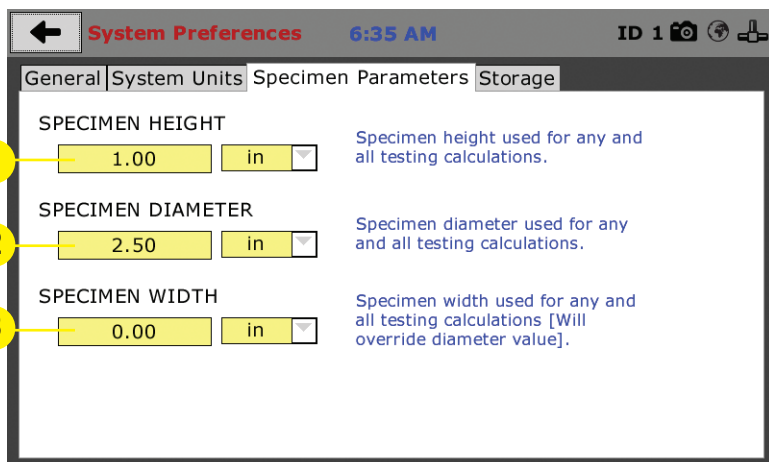 System Preferences 6:35 AM ID 1
General System Units Specimen Parameters Storage
SPECIMEN HEIGHT
1.00 in
Specimen height used for any and
all testing calculations.
SPECIMEN DIAMETER
2.50 in
Specimen diameter used for any
and all testing calculations.
SPECIMEN WIDTH
0.00 in
Specimen width used for any and
all testing calculations [Will
override diameter value].